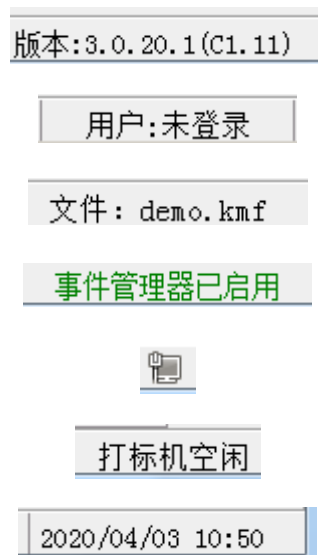 版本:3.0.20.1(C1.11)
用户:未登录
文件: demo.kmf
事件管理器已启用
打标机空闲
2020/04/03 10:50